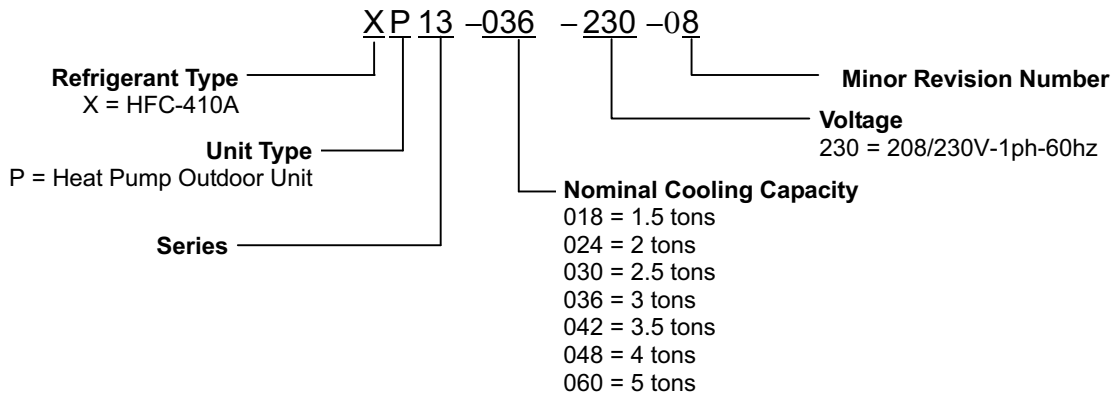 XP13 –036 –230 –08
Refrigerant Type
X = HFC-410A
Unit Type
P = Heat Pump Outdoor Unit
Series
Minor Revision Number
Voltage
230 = 208/230V-1ph-60hz
Nominal Cooling Capacity
018 = 1.5 tons
024 = 2 tons
030 = 2.5 tons
036 = 3 tons
042 = 3.5 tons
048 = 4 tons
060 = 5 tons